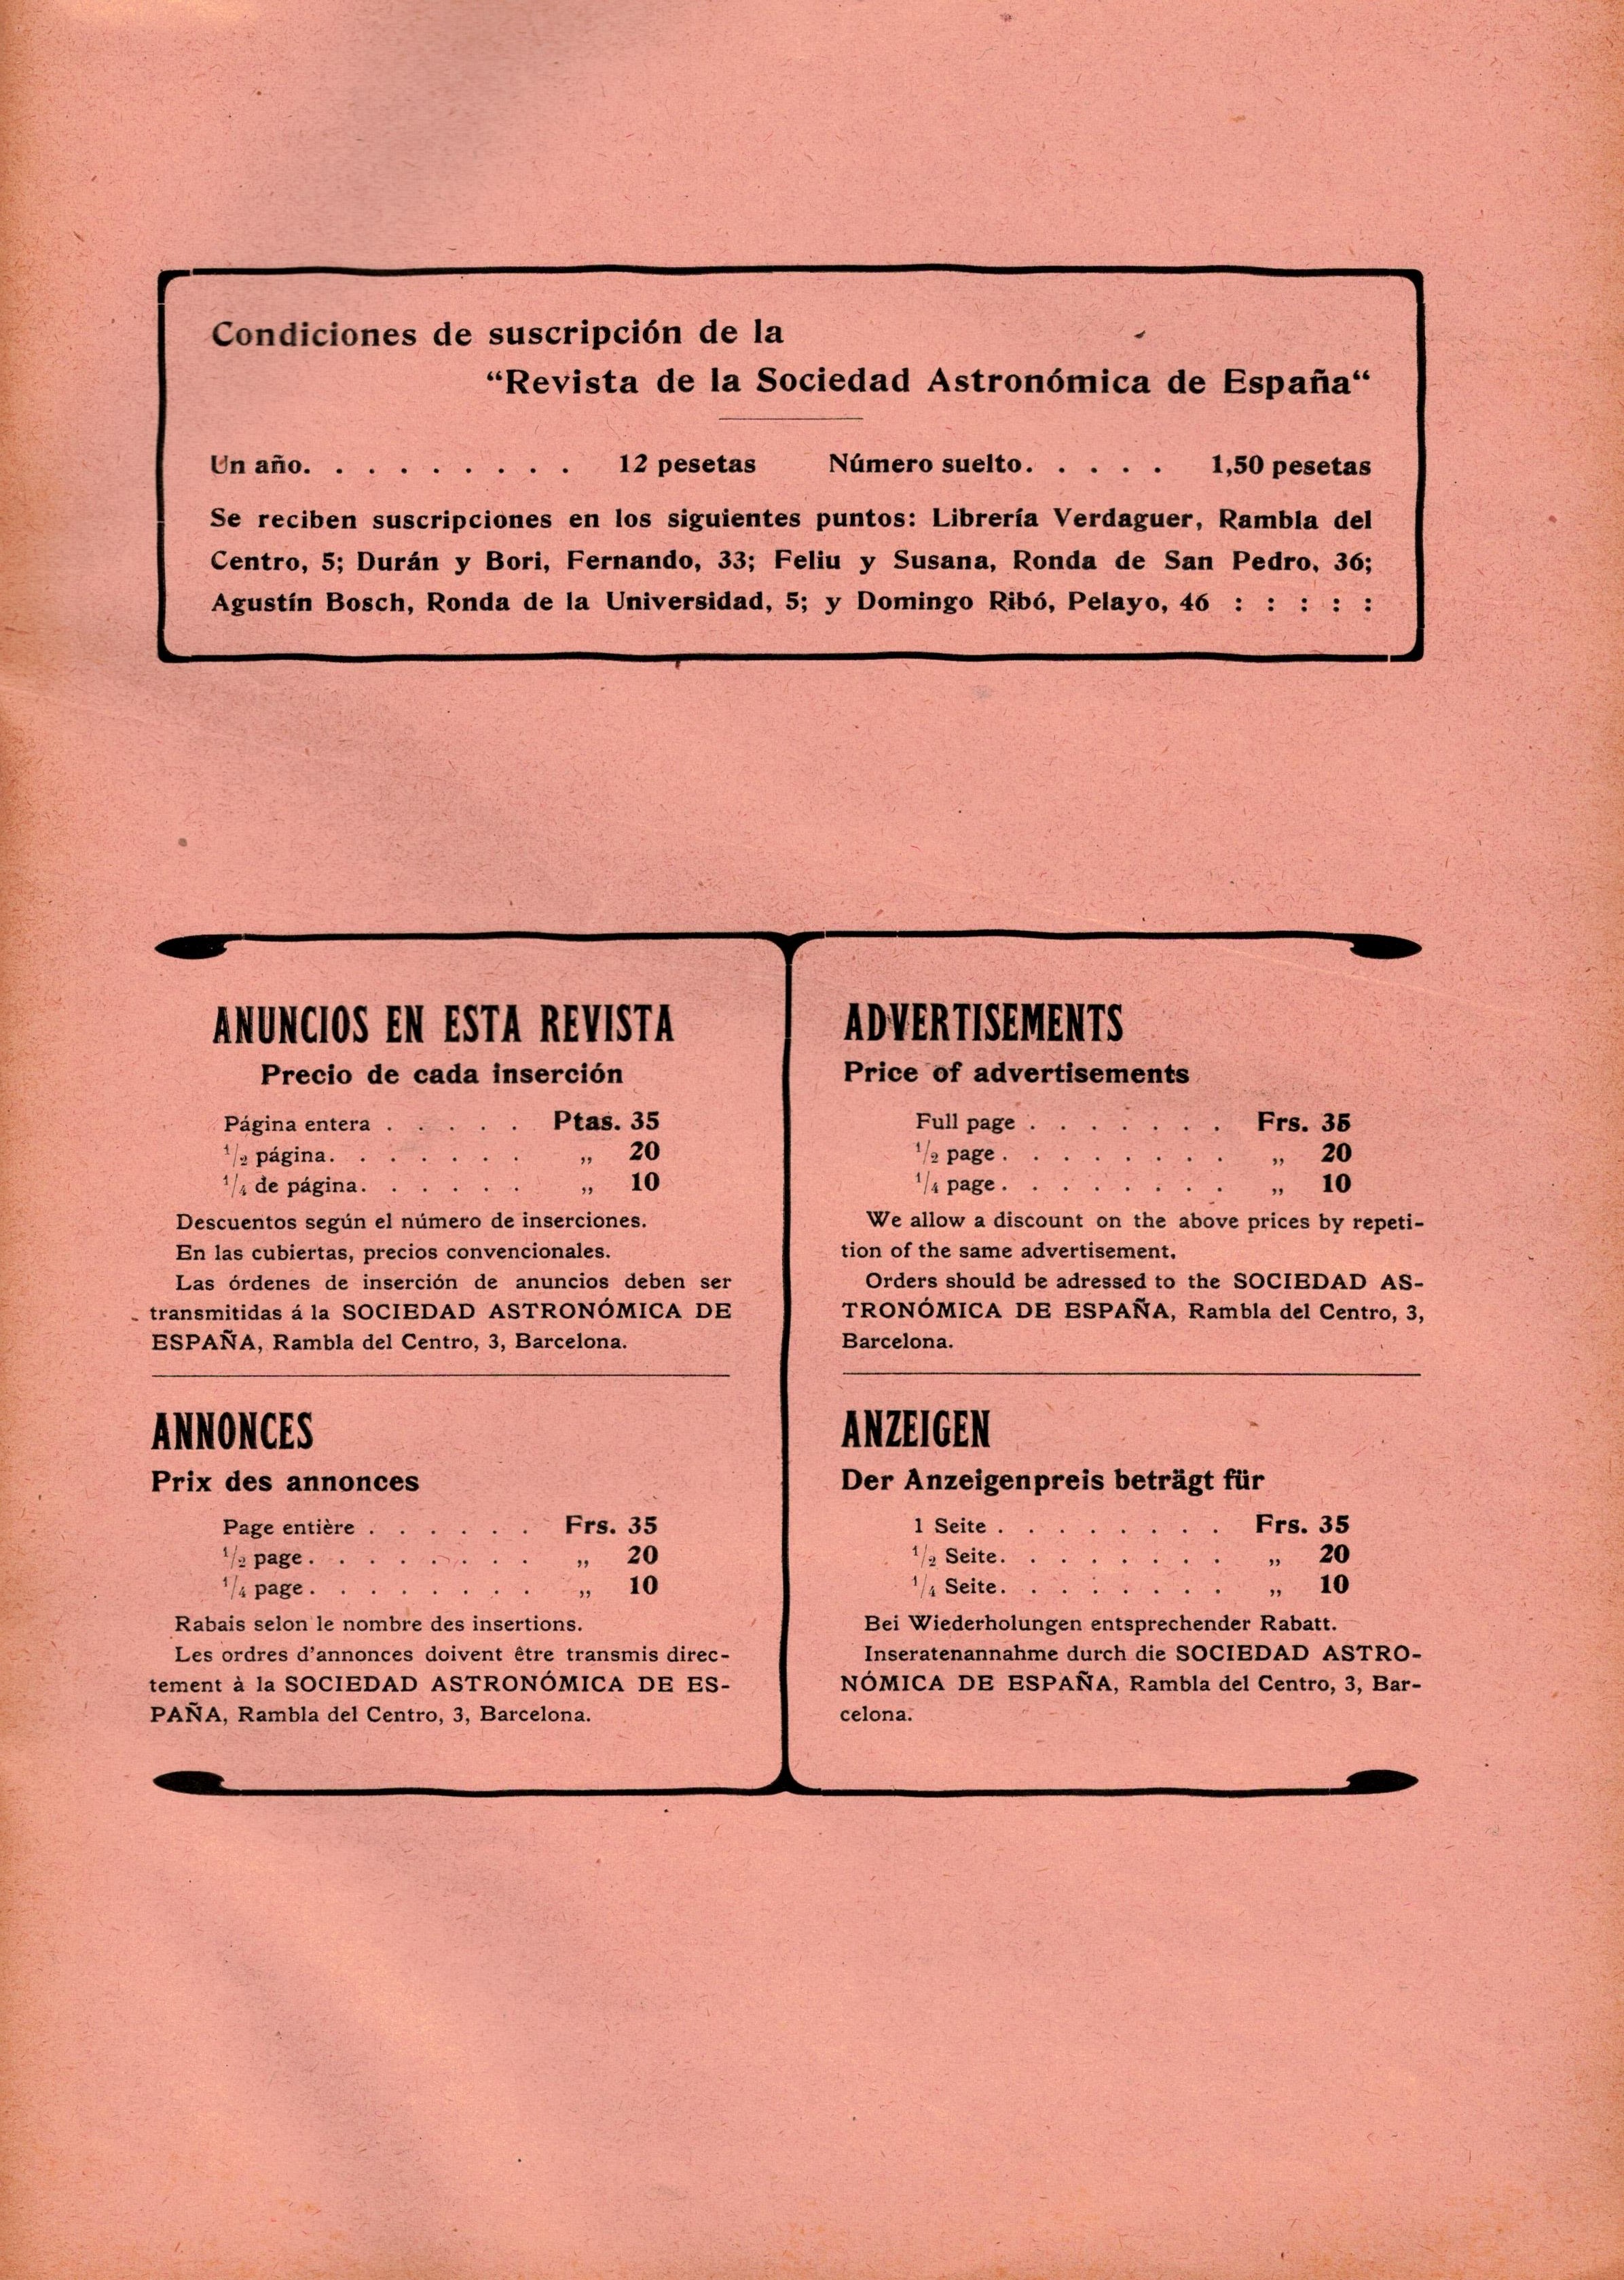 Condiciones de suscripción de la
“Revista de la Sociedad Astronómica de España“
Un año. . . . . . . . . 12 pesetas Número suelto. . . . . 1,50 pesetas
Se reciben suscripciones en los siguientes puntos: Librería Verdaguer, Rambla del
Centro, 5; Durán y Bori, Fernando, 33; Feliu y Susana, Ronda de San Pedro, 36;
Agustín Bosch, Ronda de la Universidad, 5; y Domingo Ribó, Pelayo, 46 : : : : :
ANUNCIOS EN ESTA REVISTA
Precio de cada inserción
Página entera . . . . . Ptas. 35
1/2 página. . . . . . . „ 20
1/4 de página. . . . . . „ 10
Descuentos según el número de inserciones.
En las cubiertas, precios convencionales.
Las órdenes de inserción de anuncios deben ser
transmitidas á la SOCIEDAD ASTRONÓMICA DE
ESPAÑA, Rambla del Centro, 3, Barcelona.
ADVERTISEMENTS
Price of advertisements
Full page . . . . . . . Frs. 35
1/2 page . . . . . . . . „ 20
1/4 page . . . . . . . . „ 10
We allow a discount on the above prices by repeti-
tion of the same advertisement.
Orders should be adressed to the SOCIEDAD AS-
TRONÓMICA DE ESPAÑA, Rambla del Centro, 3,
Barcelona.
ANNONCES
Prix des annonces
Page entière . . . . . . Frs. 35
1/2 page . . . . . . . . „ 20
1/4 page . . . . . . . . „ 10
Rabais selon le nombre des insertions.
Les ordres d'annonces doivent être transmis direc-
tement à la SOCIEDAD ASTRONÓMICA DE ES-
PAÑA, Rambla del Centro, 3, Barcelona.
ANZEIGEN
Der Anzeigenpreis beträgt für
1 Seite . . . . . . . . Frs. 35
1/2 Seite. . . . . . . . „ 20
1/4 Seite. . . . . . . . „ 10
Bei Wiederholungen entsprechender Rabatt.
Inseratenannahme durch die SOCIEDAD ASTRO-
NÓMICA DE ESPAÑA, Rambla del Centro, 3, Bar-
celona.